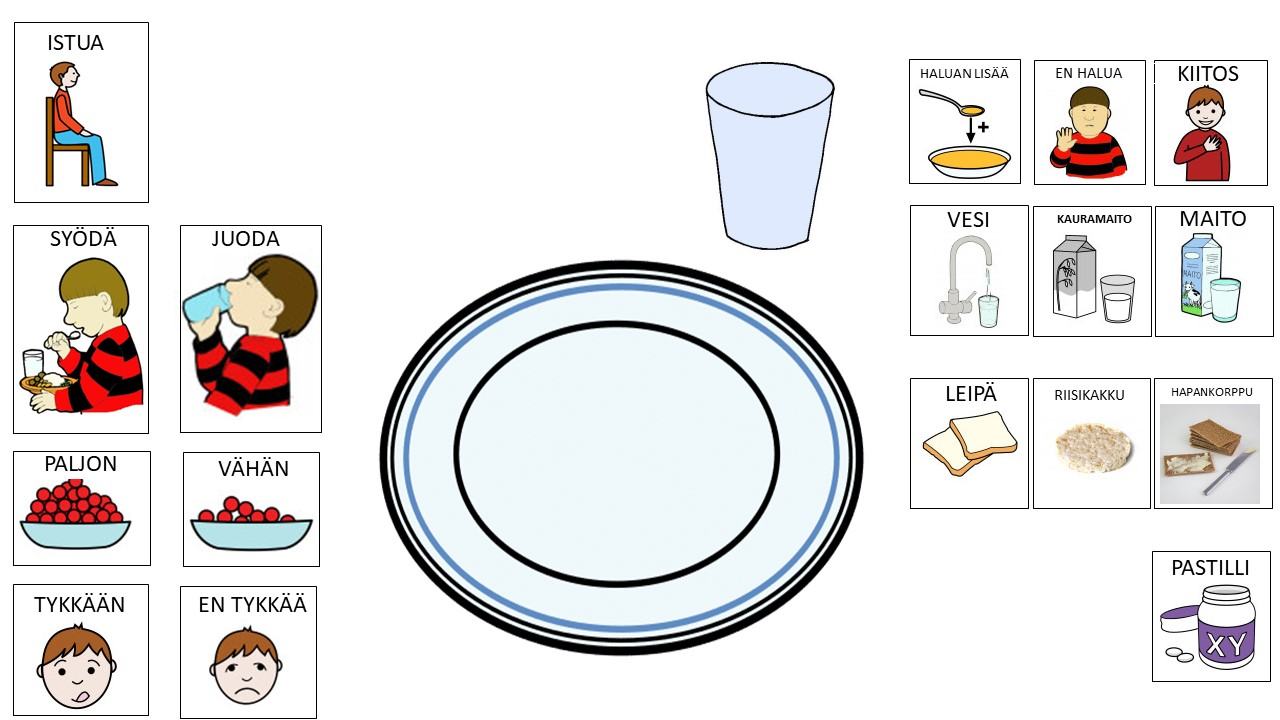 ISTUA
SYÖDÄ
JUODA
PALJON
VÄHÄN
TYKKÄÄN
EN TYKKÄÄ
HALUAN LISÄÄ
+
EN HALUA
KIITOS
VESI
KAURAMAITO
MAITO
MAITO
LEIPÄ
RIISIKAKKU
HAPANKORPPU
PASTILLI
XY